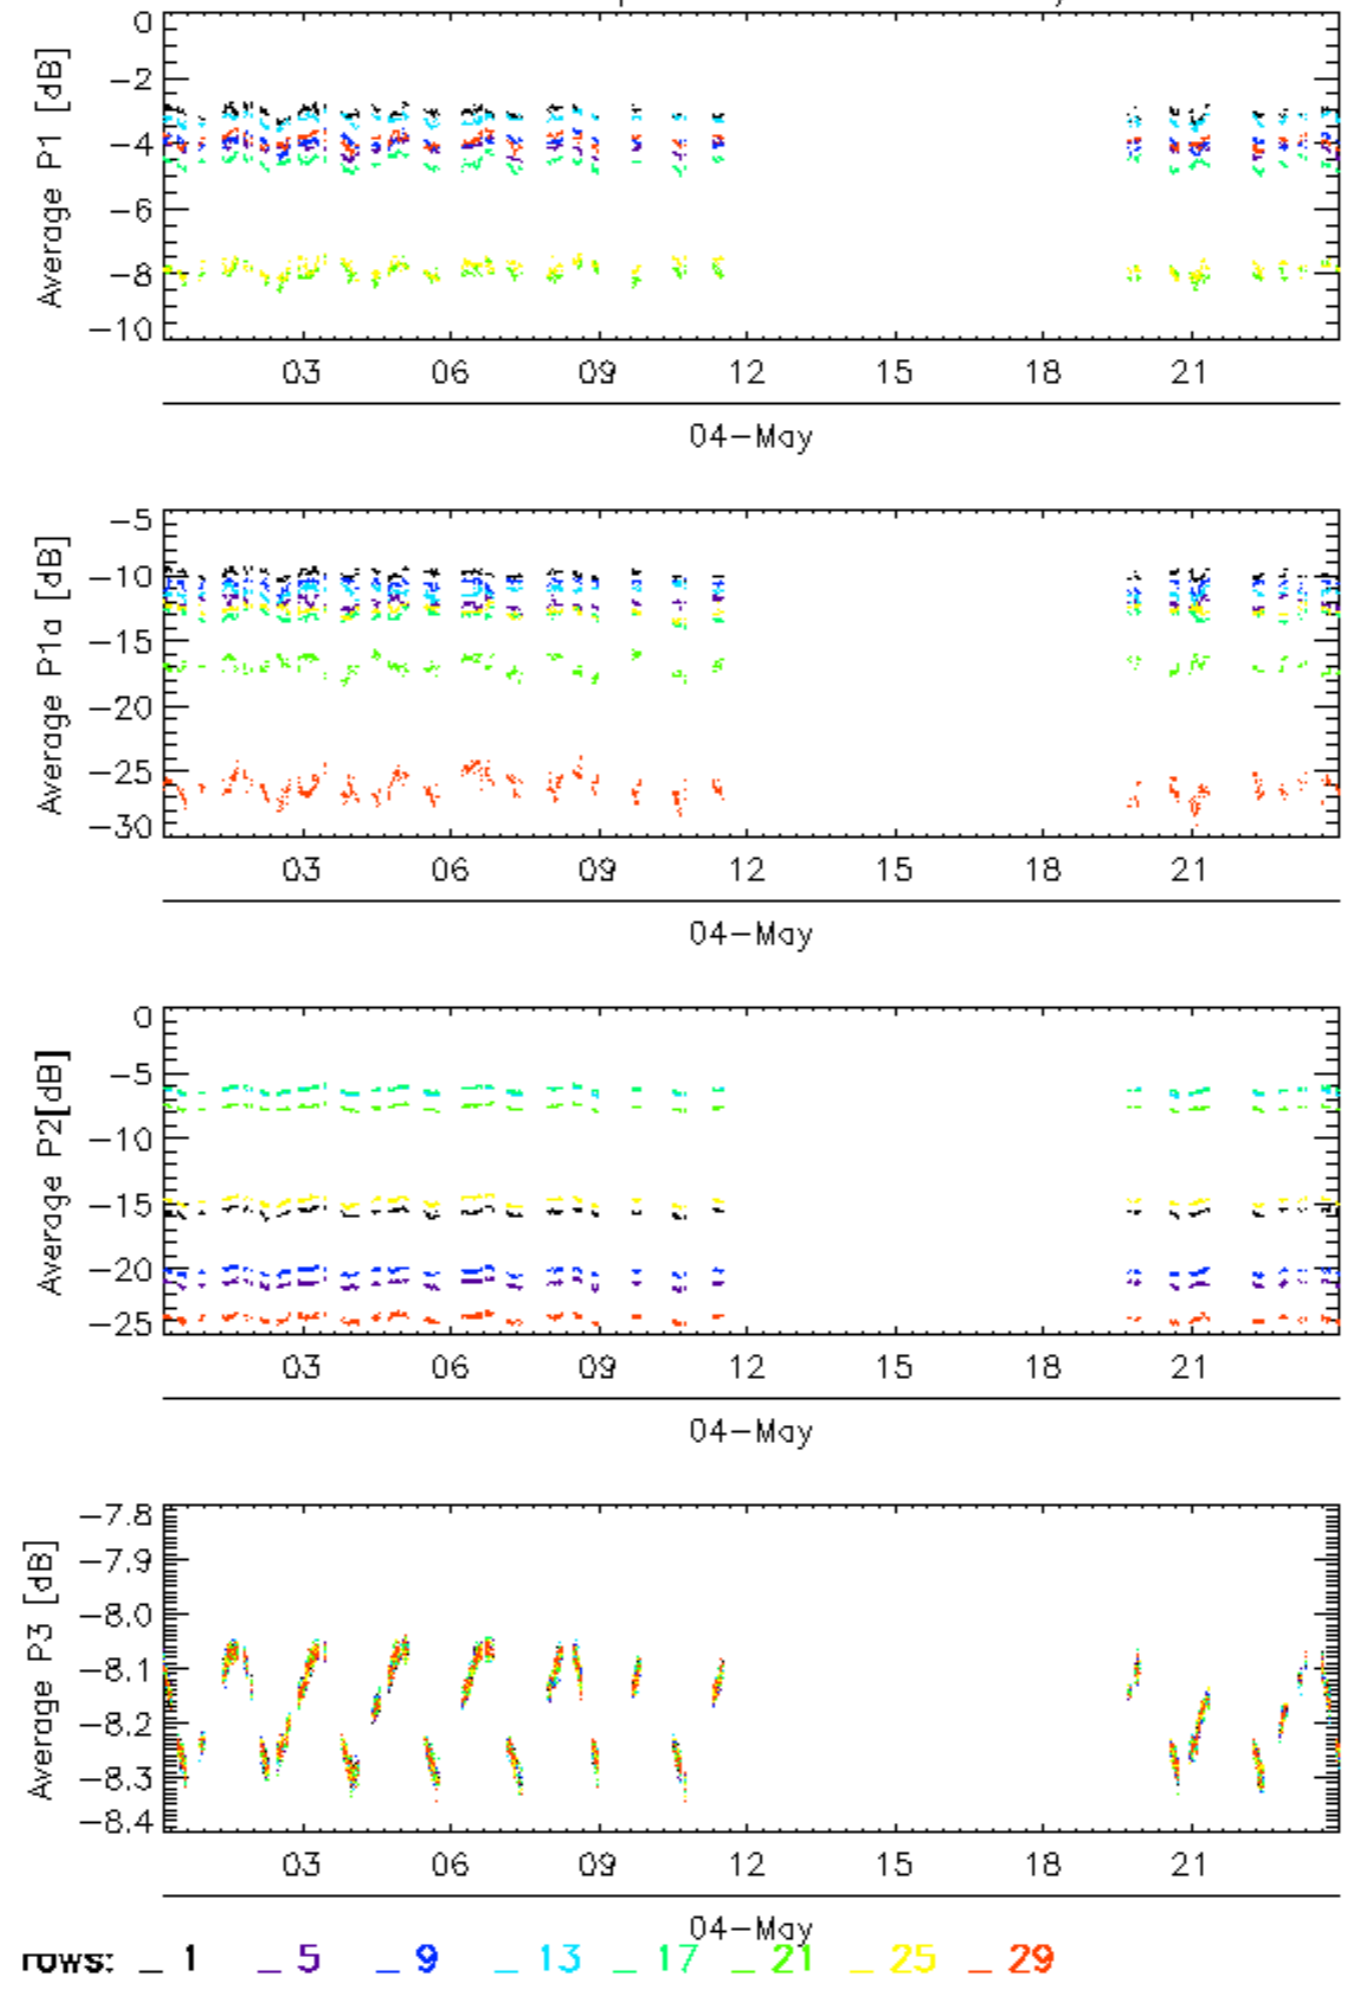 0
−2
−4
−6
−8
−10
Average P1 [dB]
03 06 09 12 15 18 21
04−May
−5
−10
−15
−20
−25
−30
Average P1a [dB]
03 06 09 12 15 18 21
04−May
0
−5
−10
−15
−20
−25
Average P2[dB]
03 06 09 12 15 18 21
04−May
−7.8
−7.9
−8.0
−8.1
−8.2
−8.3
−8.4
Average P3 [dB]
03 06 09 12 15 18 21
04−May
rows: _ 1 _ 5 _ 9 _ 13 _ 17 _ 21 _ 25 _ 29